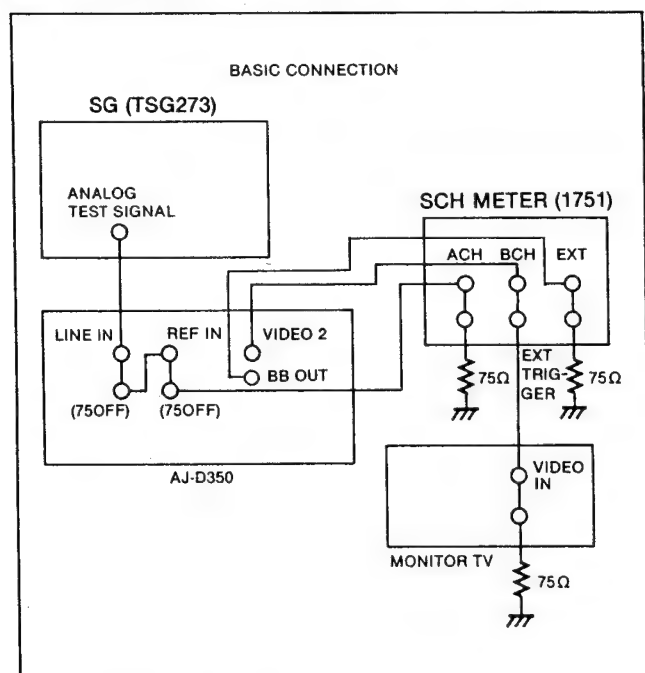 BASIC CONNECTION
SG (TSG273)
ANALOG
TEST SIGNAL
SCH METER (1751)
ACH BCH EXT
LINE IN REF IN VIDEO 2
BB OUT
(75OFF) (75OFF)
AJ-D350
75Ω
EXT
TRIG-
GER
75Ω
VIDEO
IN
MONITOR TV
75Ω